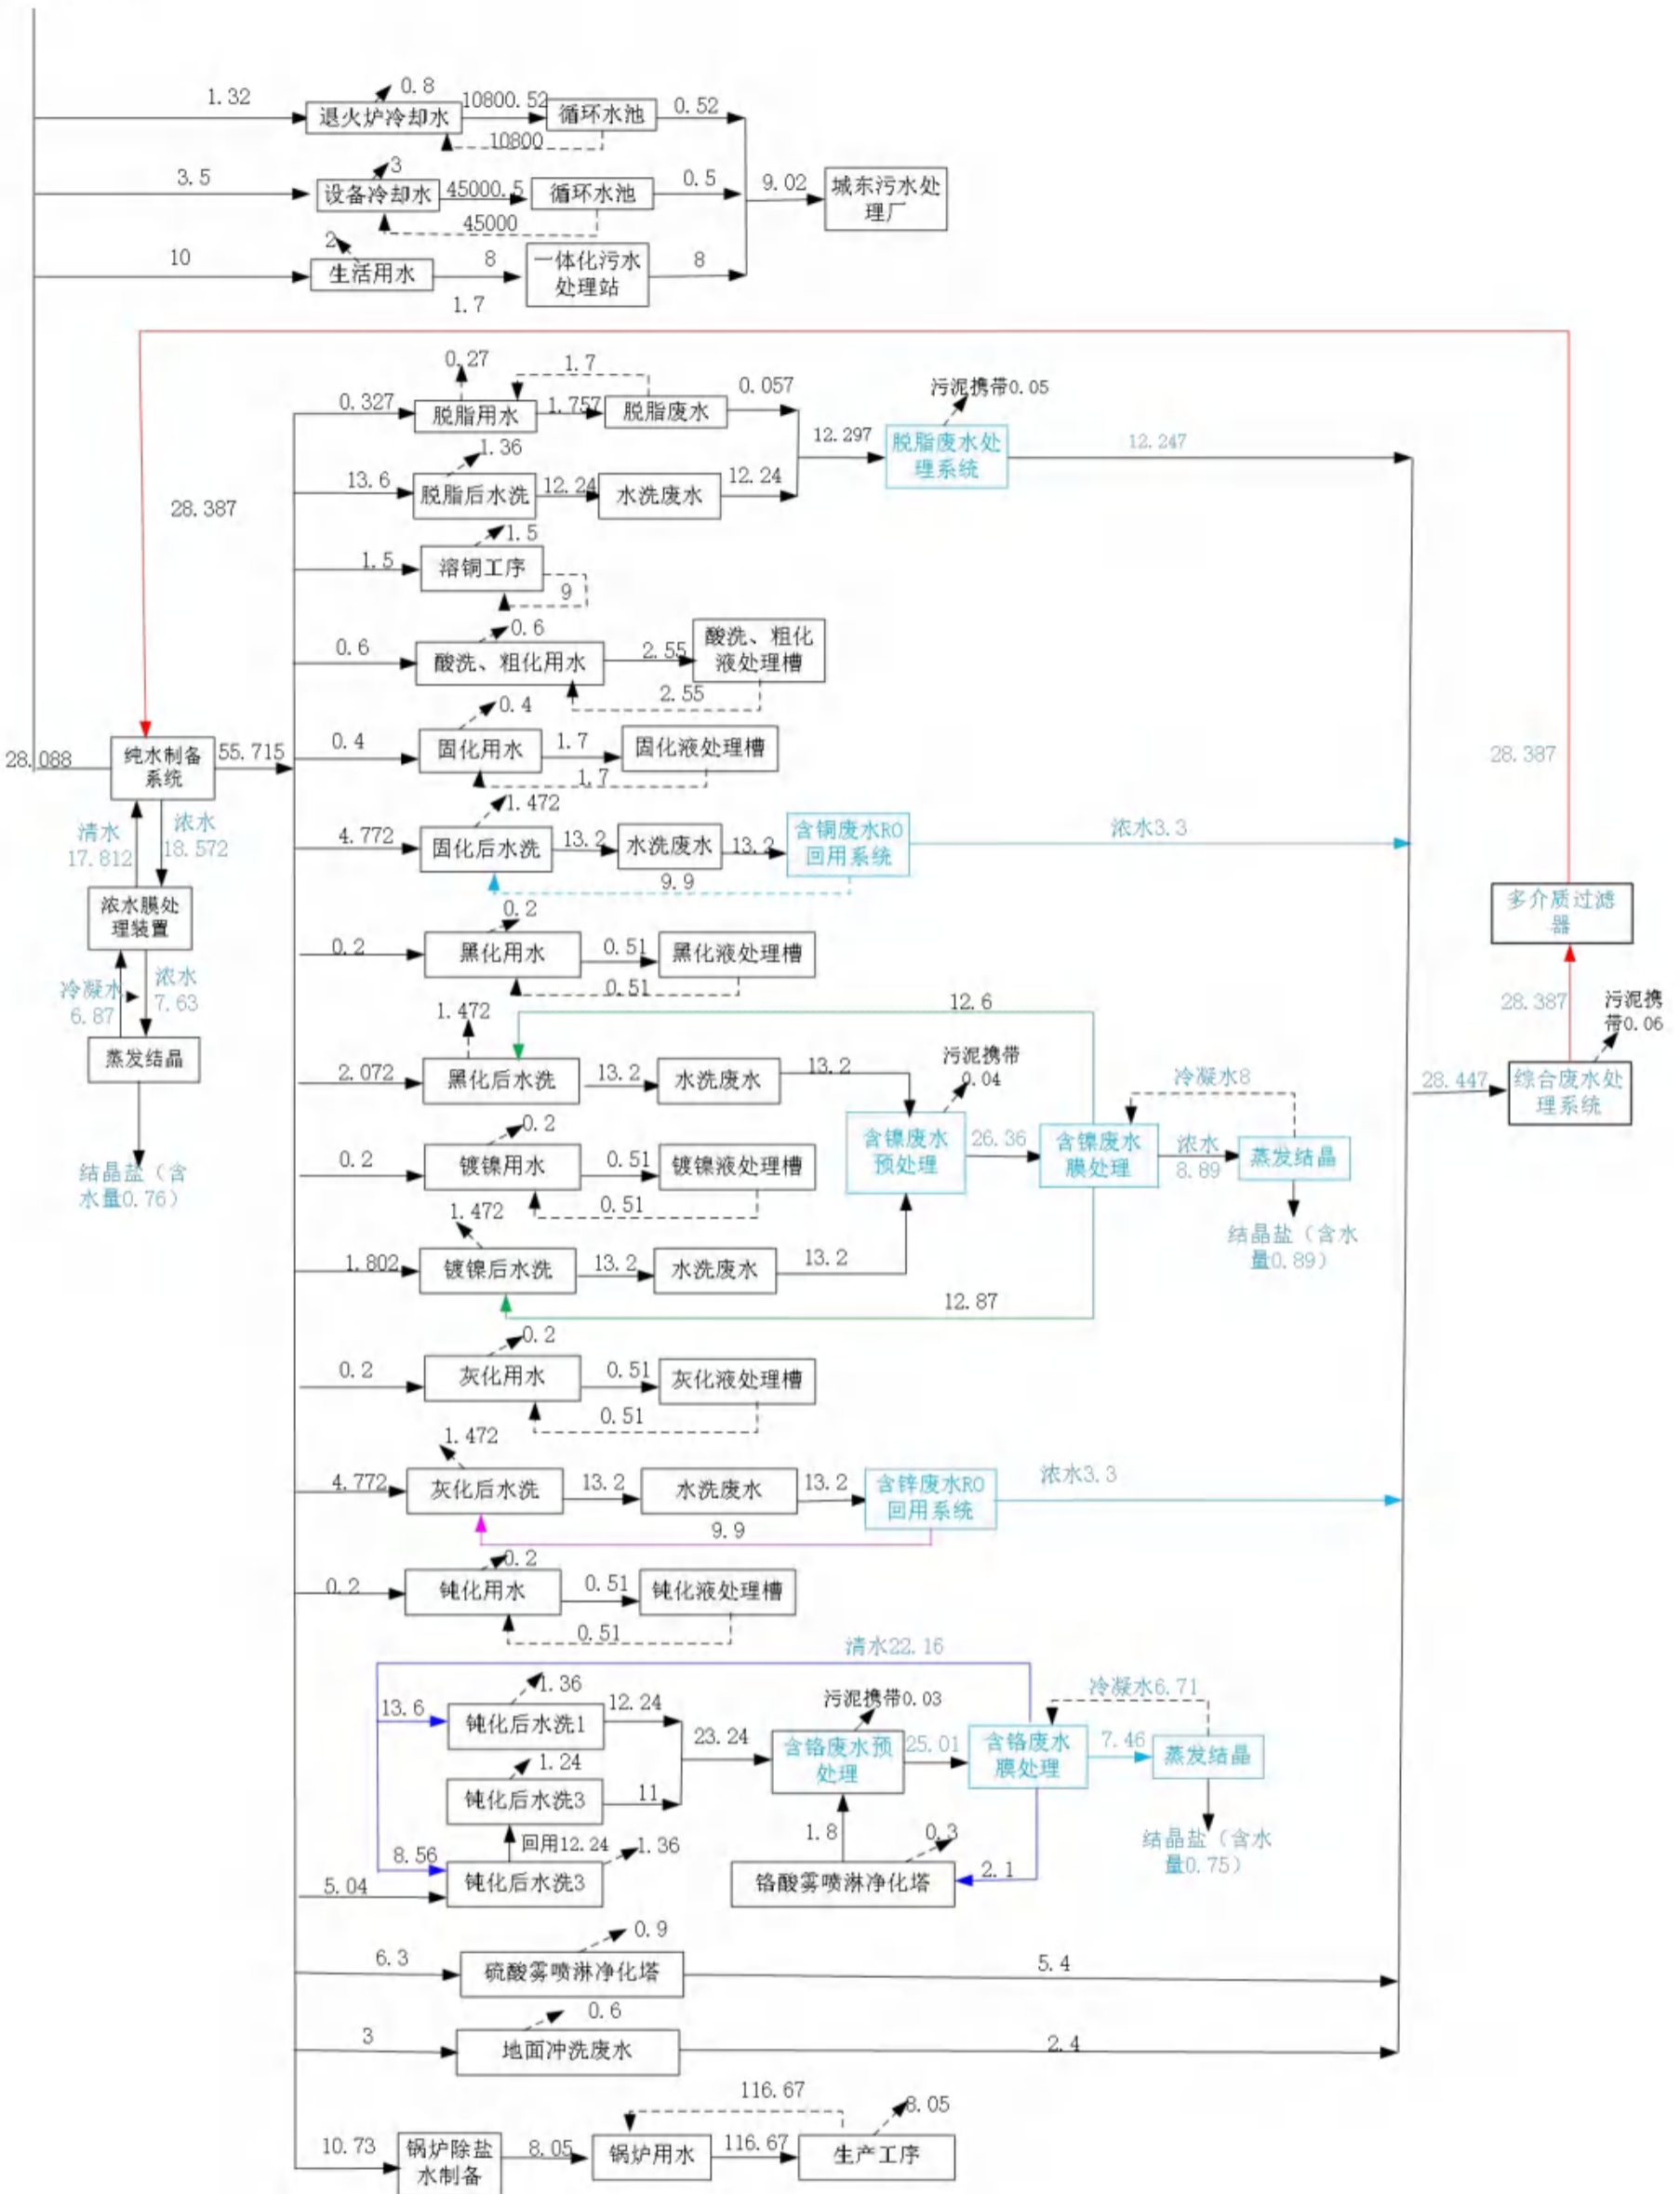 1.32
0.8
退火炉冷却水
10800.52
循环水池
0.52
10800
3.5
3
设备冷却水
45000.5
循环水池
0.5
45000
9.02
城东污水处
理厂
10
2
生活用水
8
一体化污水
处理站
8
1.7
28.387
0.327
0.27
脱脂用水
1.7
1.757
脱脂废水
0.057
13.6
1.36
脱脂后水洗
12.24
水洗废水
12.24
12.297
污泥携带0.05
脱脂废水处
理系统
12.247
1.5
1.5
溶铜工序
9
0.6
0.6
酸洗、粗化用水
2.55
酸洗、粗化
液处理槽
2.55
28.088
纯水制备
系统
55.715
0.4
0.4
固化用水
1.7
固化液处理槽
1.7
28.387
清水
17.812
浓水
18.572
4.772
1.472
固化后水洗
13.2
水洗废水
13.2
含铜废水RO
回用系统
浓水3.3
9.9
浓水膜处
理装置
多介质过滤
器
0.2
0.2
黑化用水
0.51
黑化液处理槽
0.51
冷凝水
6.87
浓水
7.63
蒸发结晶
结晶盐（含
水量0.76）
12.6
2.072
1.472
黑化后水洗
13.2
水洗废水
13.2
污泥携带
0.04
含镍废水
预处理
26.36
含镍废水
膜处理
冷凝水8
浓水
8.89
蒸发结晶
结晶盐（含水
量0.89）
28.387
污泥携
带0.06
28.447
综合废水处
理系统
0.2
0.2
镀镍用水
0.51
镀镍液处理槽
0.51
1.802
1.472
镀镍后水洗
13.2
水洗废水
13.2
12.87
0.2
0.2
灰化用水
0.51
灰化液处理槽
0.51
4.772
1.472
灰化后水洗
13.2
水洗废水
13.2
含锌废水RO
回用系统
浓水3.3
9.9
0.2
0.2
钝化用水
0.51
钝化液处理槽
0.51
清水22.16
13.6
1.36
钝化后水洗1
12.24
1.24
钝化后水洗3
11
23.24
污泥携带0.03
含铬废水预
处理
25.01
含铬废水
膜处理
冷凝水6.71
7.46
蒸发结晶
结晶盐（含水
量0.75）
回用12.24
8.56
1.36
钝化后水洗3
5.04
1.8
0.3
铬酸雾喷淋净化塔
2.1
6.3
0.9
硫酸雾喷淋净化塔
5.4
3
0.6
地面冲洗废水
2.4
10.73
锅炉除盐
水制备
8.05
锅炉用水
116.67
116.67
生产工序
8.05